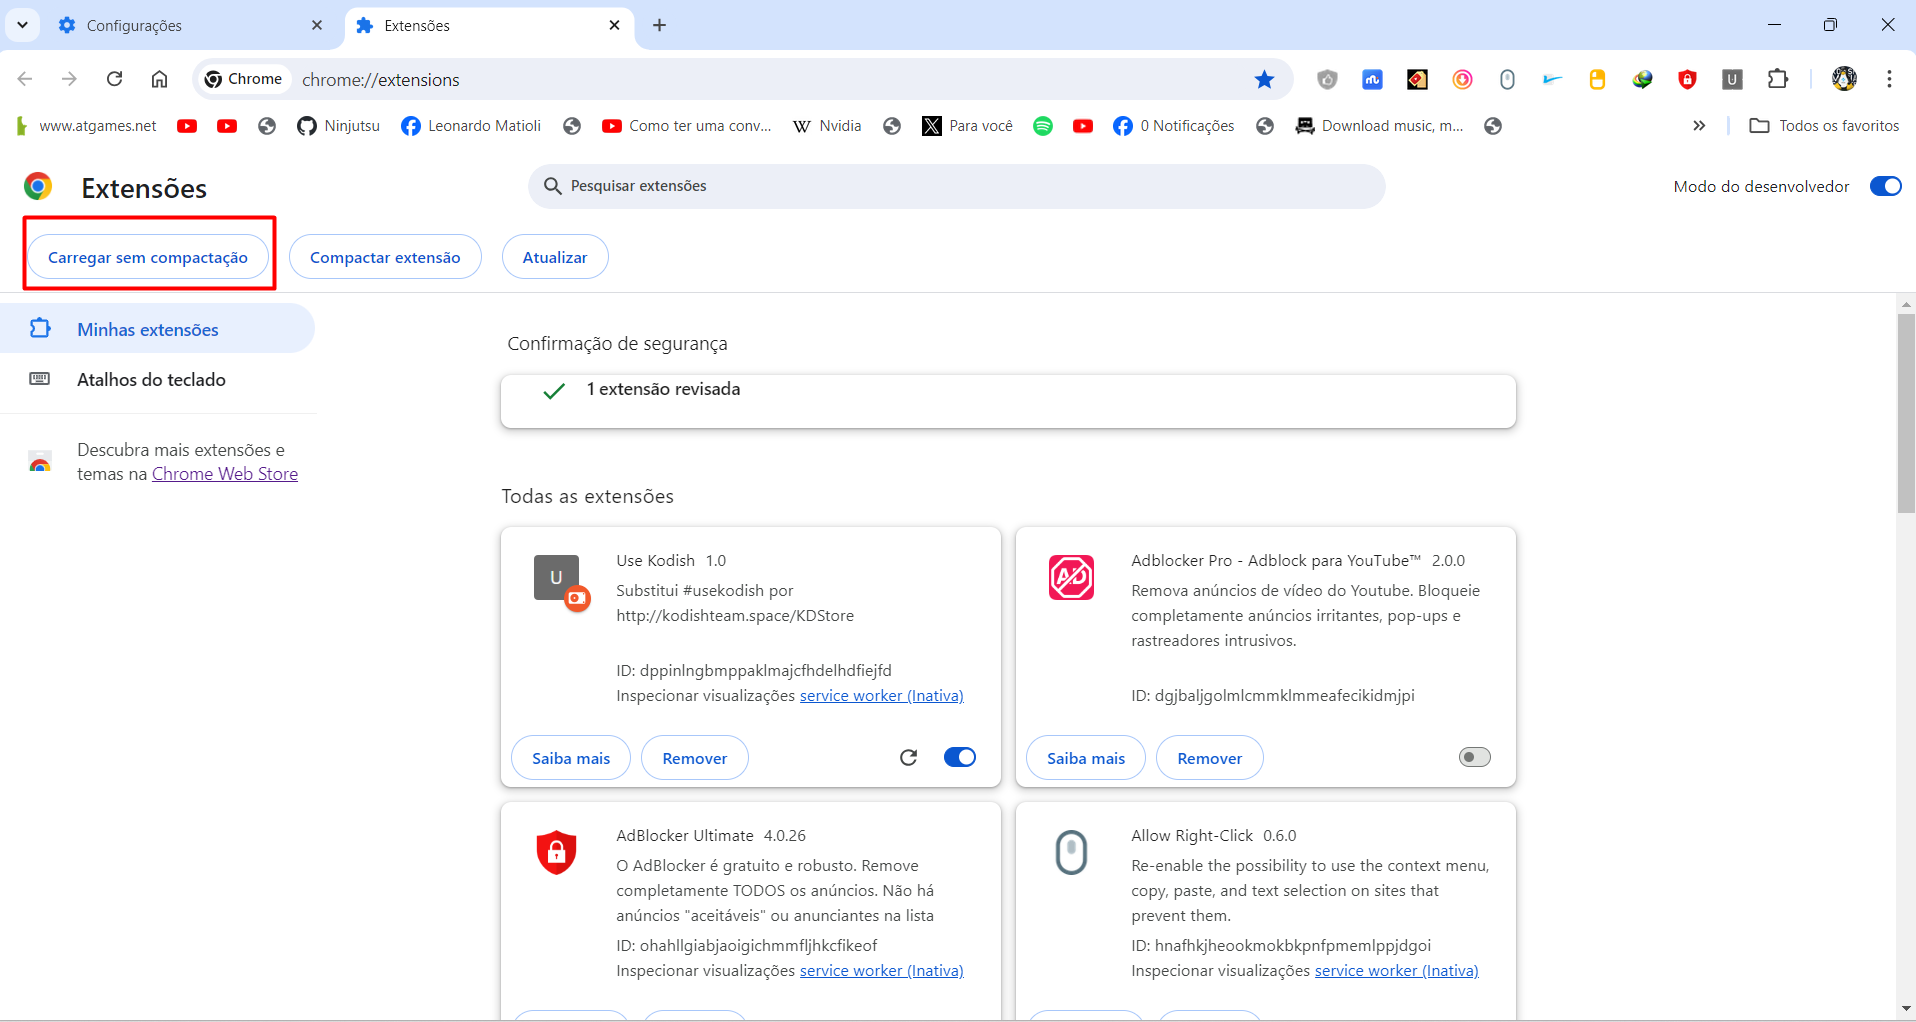 Configurações
Extensões
Chrome
chrome://extensions
U
www.atgames.net
Ninjutsu
Leonardo Matioli
Como ter uma conv...
W Nvidia
X Para você
0 Notificações
Download music, m...
Todos os favoritos
Extensões
Pesquisar extensões
Modo do desenvolvedor
Carregar sem compactação
Compactar extensão
Atualizar
Minhas extensões
Atalhos do teclado
Descubra mais extensões e
temas na Chrome Web Store
Confirmação de segurança
1 extensão revisada
Todas as extensões
U
Use Kodish 1.0
Substitui #usekodish por
http://kodishteam.space/KDStore
ID: dppinlngbmppaklmajcfhdelhdfiejfd
Inspecionar visualizações service worker (Inativa)
Saiba mais
Remover
AD
Adblocker Pro - Adblock para YouTube™ 2.0.0
Remova anúncios de vídeo do Youtube. Bloqueie
completamente anúncios irritantes, pop-ups e
rastreadores intrusivos.
ID: dgjbaljgolmlcmmklmmeafecikidmjpi
Saiba mais
Remover
AdBlocker Ultimate 4.0.26
O AdBlocker é gratuito e robusto. Remove
completamente TODOS os anúncios. Não há
anúncios "aceitáveis" ou anunciantes na lista
ID: ohahllgiabjaoigichmmfljhkcfikeof
Inspecionar visualizações service worker (Inativa)
Allow Right-Click 0.6.0
Re-enable the possibility to use the context menu,
copy, paste, and text selection on sites that
prevent them.
ID: hnafhkjheookmokbkpnfpmemlppjdgoi
Inspecionar visualizações service worker (Inativa)